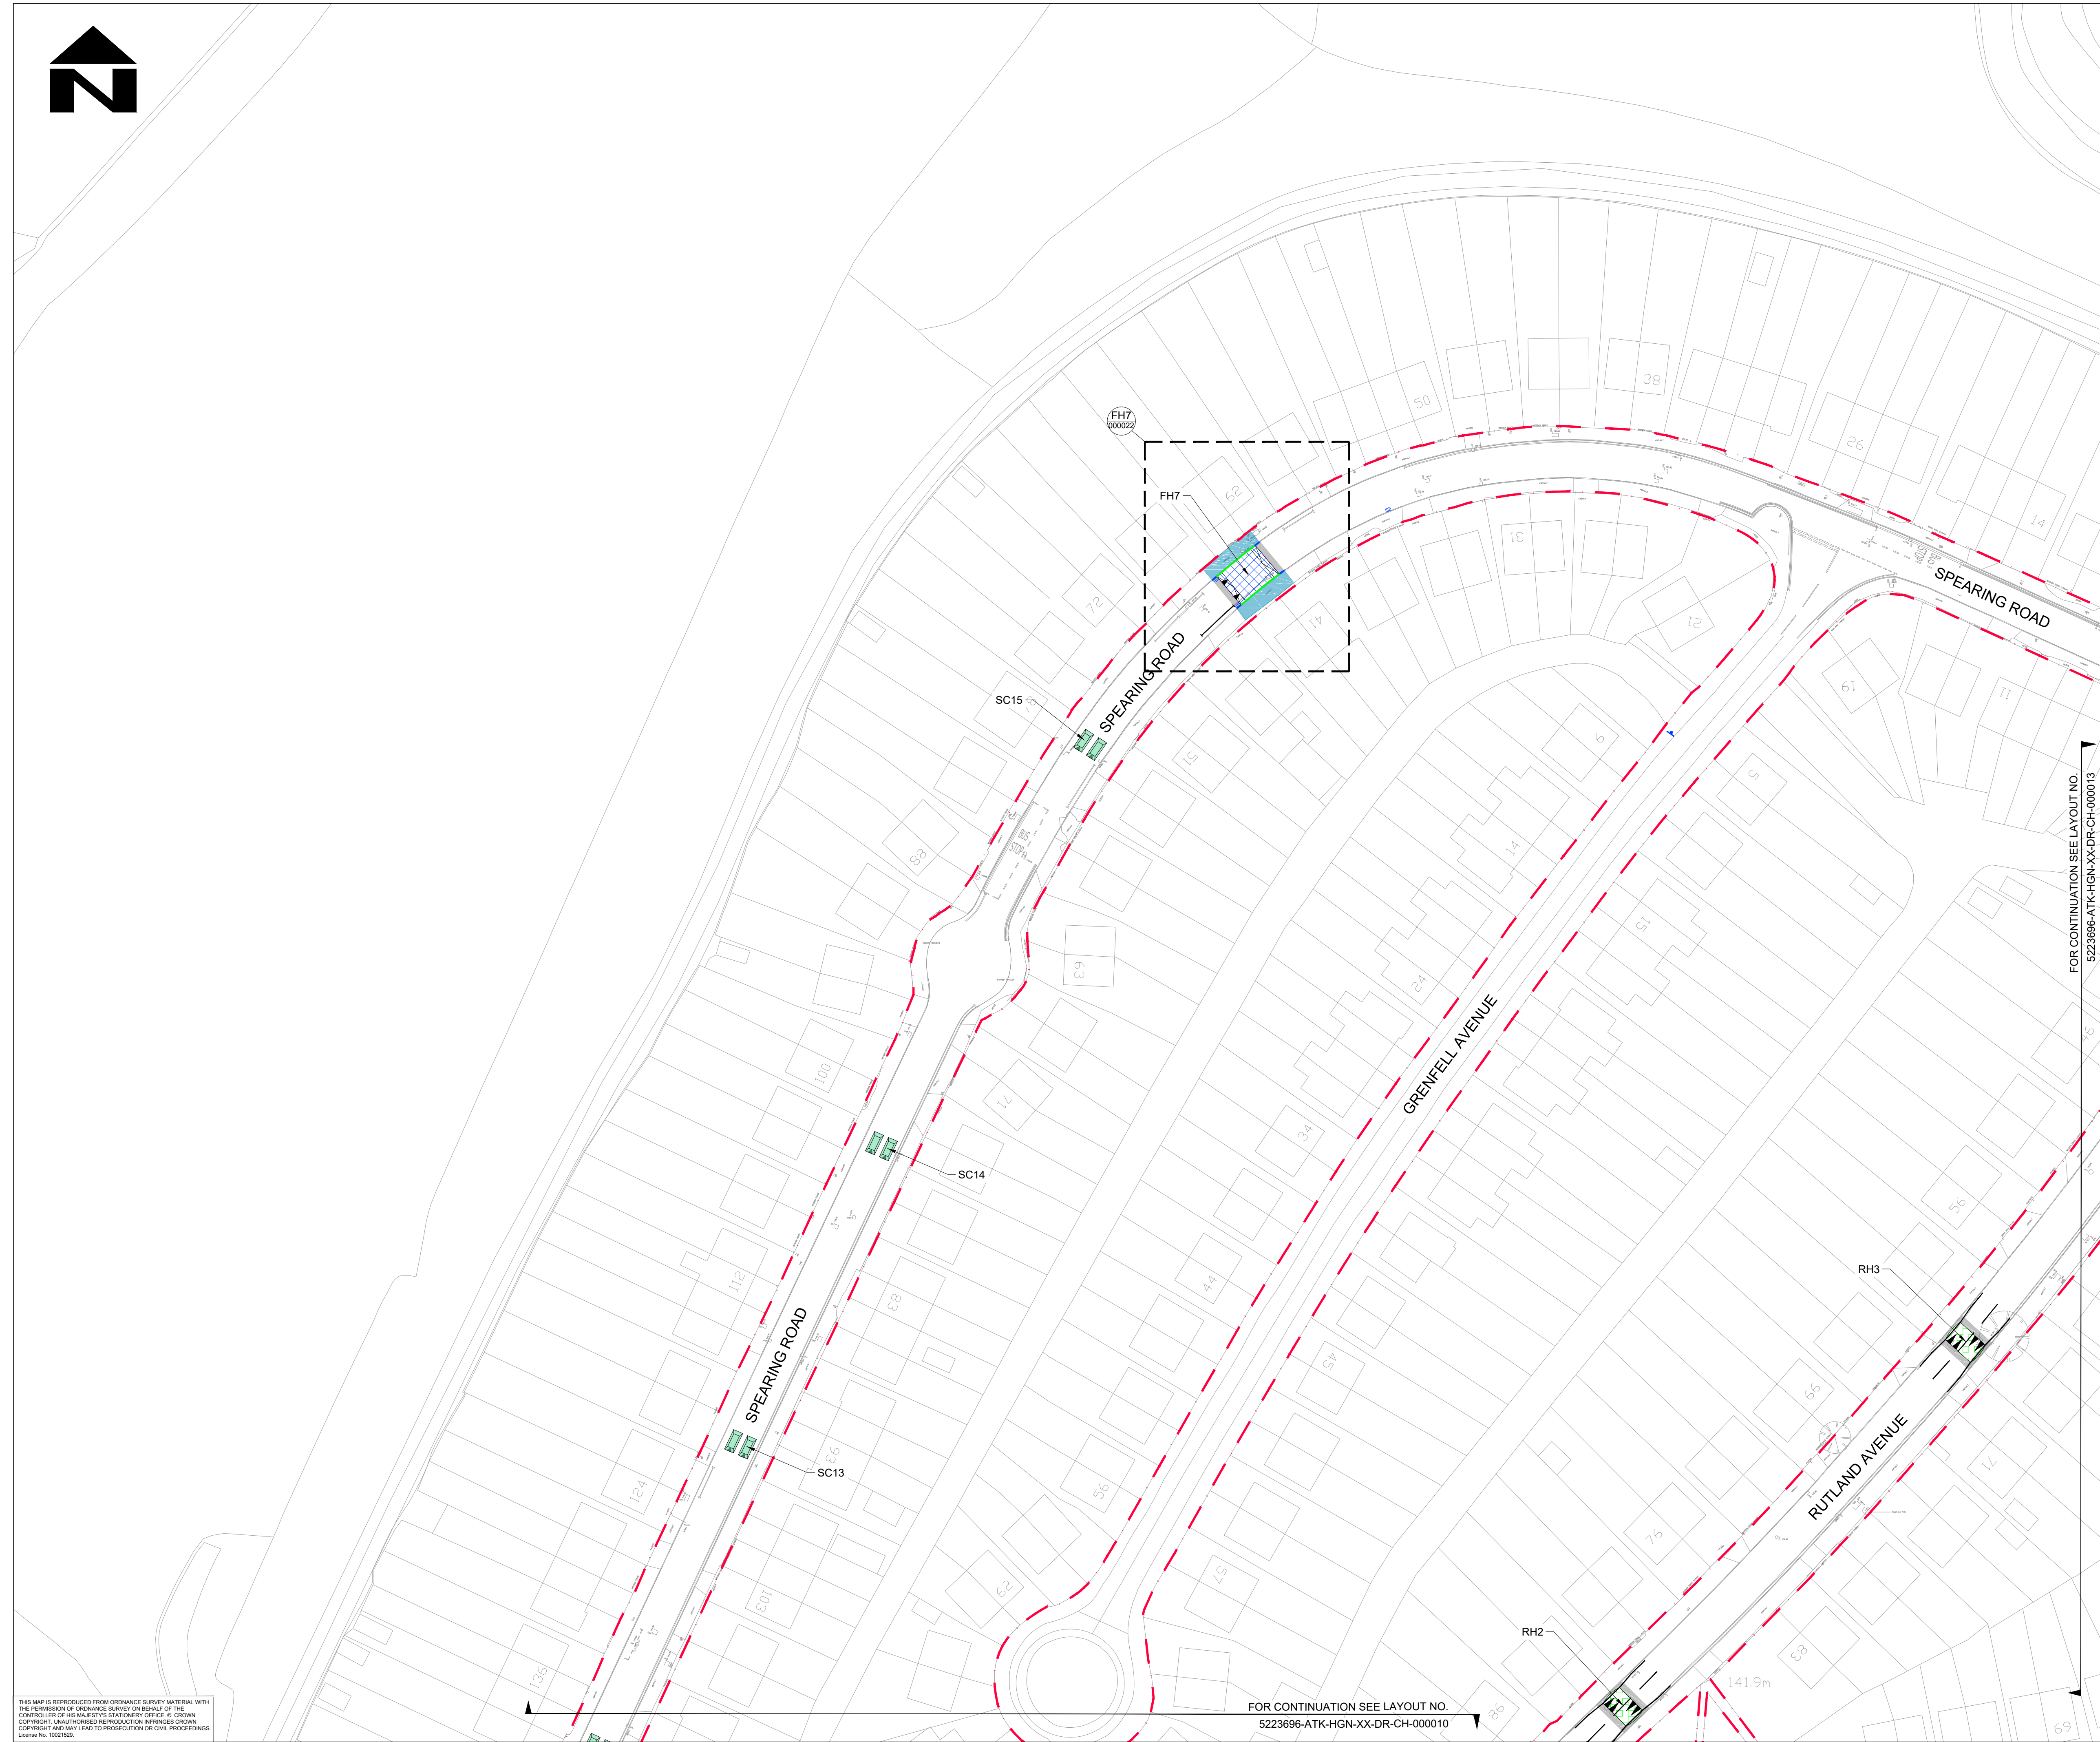 N
38
50
26
14
FH7
000022
FH7
62
31
SPEARING ROAD
72
41
21
19
11
SPEARING ROAD
SC15
51
9
5
BUS
STOP
88
14
15
63
24
FOR CONTINUATION SEE LAYOUT NO.
5223696-ATK-HGN-XX-DR-CH-000013
46
GRENFELL AVENUE
100
71
34
SC14
56
RH3
44
112
83
SPEARING ROAD
45
66
RUTLAND AVENUE
93
71
SC13
124
56
76
57
62
103
RH2
83
136
141.9m
86
69
FOR CONTINUATION SEE LAYOUT NO.
5223696-ATK-HGN-XX-DR-CH-000010
THIS MAP IS REPRODUCED FROM ORDNANCE SURVEY MATERIAL WITH
THE PERMISSION OF ORDNANCE SURVEY ON BEHALF OF THE
CONTROLLER OF HIS MAJESTY'S STATIONERY OFFICE. © CROWN
COPYRIGHT. UNAUTHORISED REPRODUCTION INFRINGES CROWN
COPYRIGHT AND MAY LEAD TO PROSECUTION OR CIVIL PROCEEDINGS.
License No. 10021529.